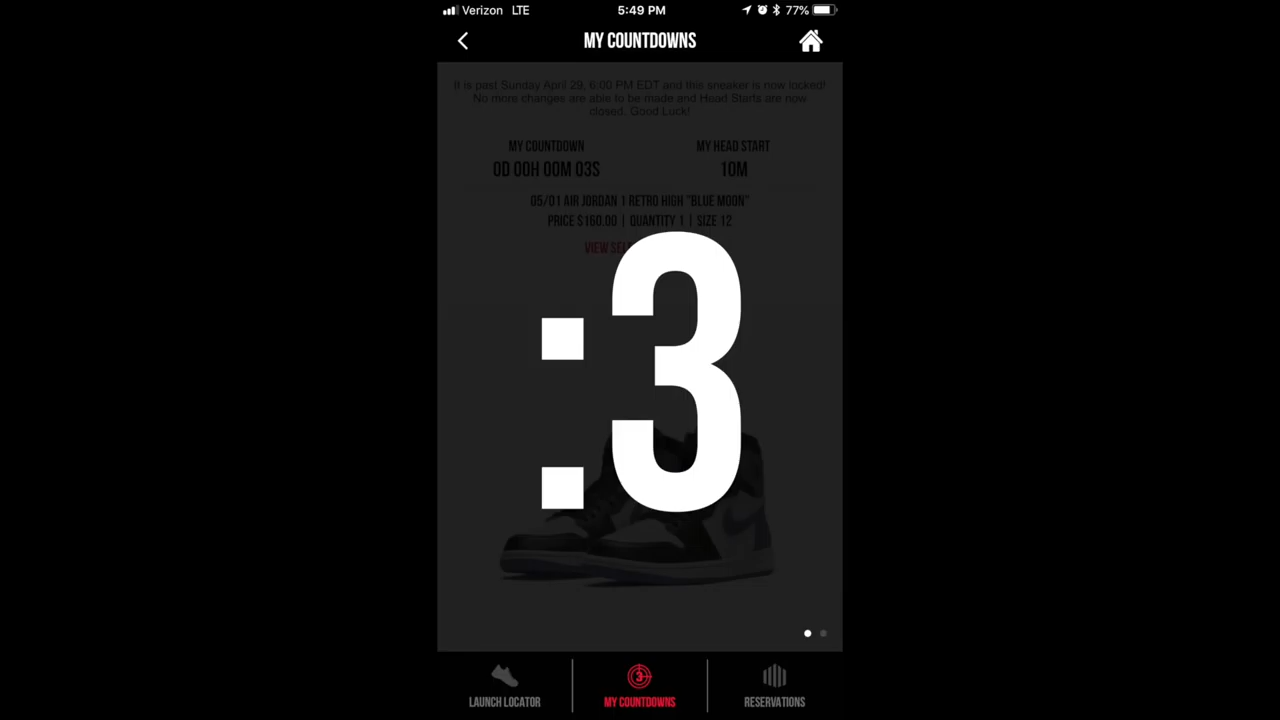 Verizon LTE 5:49 PM 77%
MY COUNTDOWNS
It is past Sunday April 29, 6:00 PM EDT and this sneaker is now locked!
No more changes are able to be made and Head Starts are now
closed. Good Luck!
MY COUNTDOWN MY HEAD START
0D 00H 00M 03S 10M
05/01 AIR JORDAN 1 RETRO HIGH "BLUE MOON"
PRICE $160.00 | QUANTITY 1 | SIZE 12
VIEW
:3
3
LAUNCH LOCATOR MY COUNTDOWNS RESERVATIONS